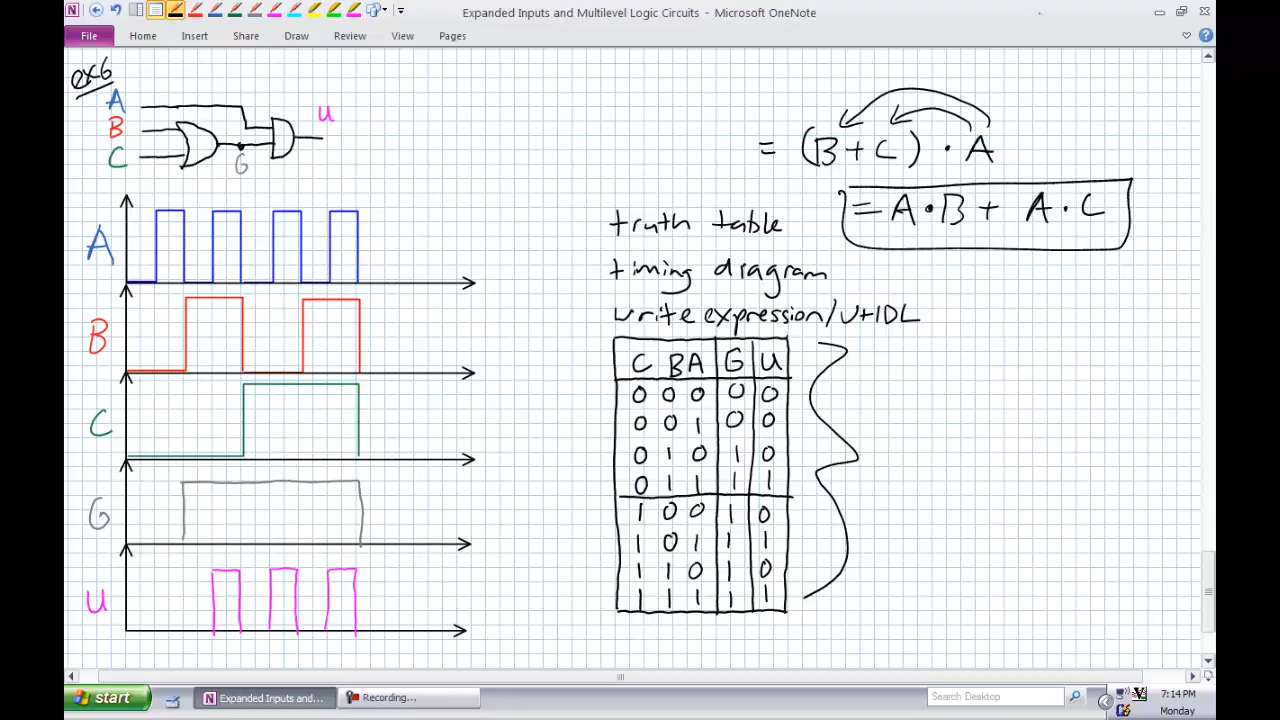 Expanded Inputs and Multilevel Logic Circuits - Microsoft OneNote
File Home Insert Share Draw Review View Pages
ex6
A
B
C
U
G
= (B+C) · A
= A·B + A·C
truth table
timing diagram
write expression/VHDL
A
B
C
G
U
C B A G U
0 0 0 0 0
0 0 1 0 0
0 1 0 1 0
0 1 1 1 1
1 0 0 1 0
1 0 1 1 1
1 1 0 1 0
1 1 1 1 1
start
Expanded Inputs and...
Recording...
Search Desktop
7:14 PM
Monday